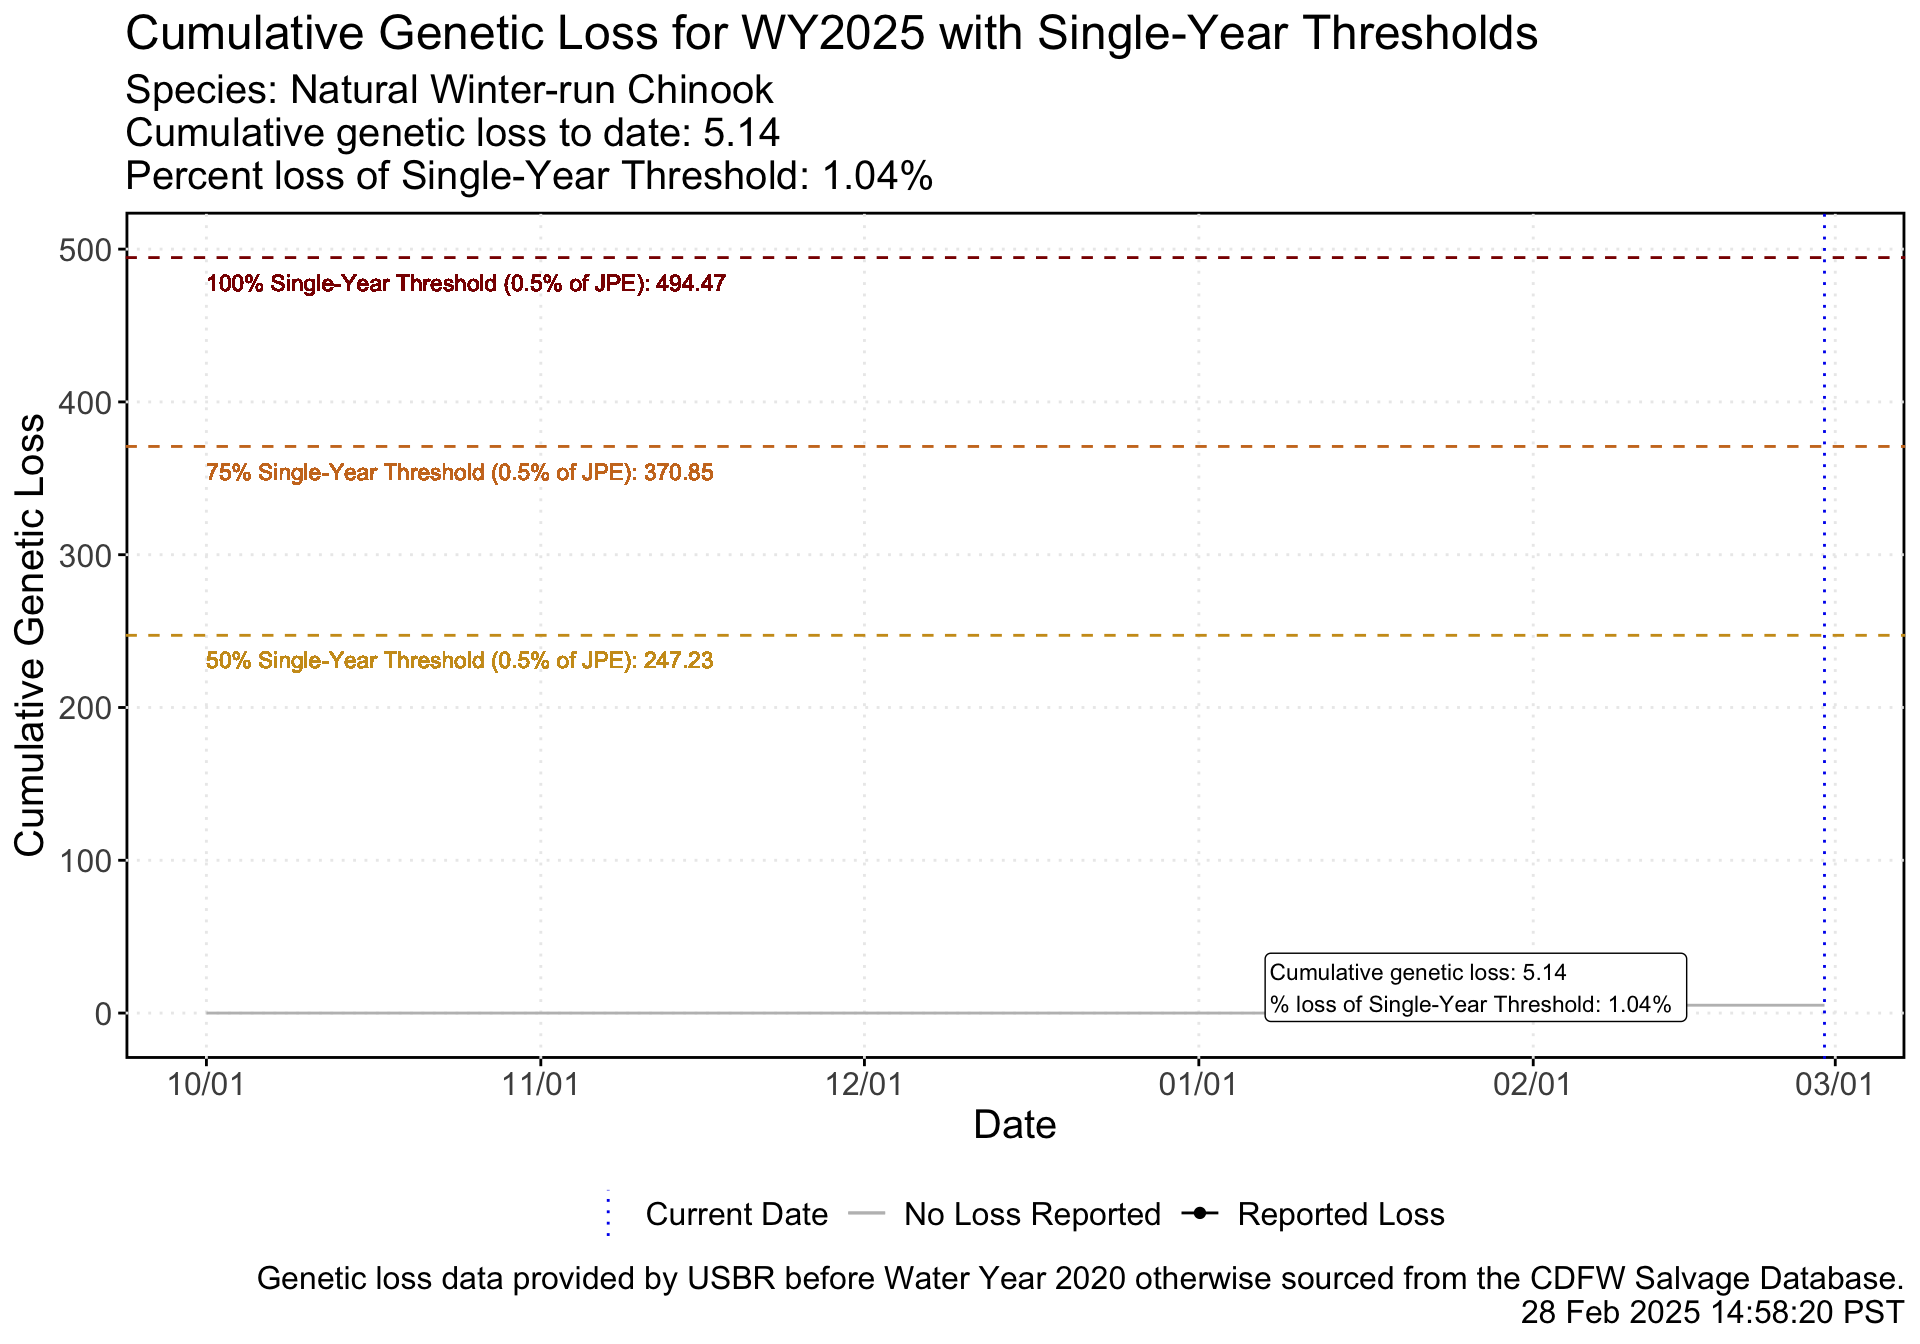 Cumulative Genetic Loss for WY2025 with Single-Year Thresholds
Species: Natural Winter-run Chinook
Cumulative genetic loss to date: 5.14
Percent loss of Single-Year Threshold: 1.04%
Cumulative Genetic Loss
500
400
300
200
100
0
100% Single-Year Threshold (0.5% of JPE): 494.47
75% Single-Year Threshold (0.5% of JPE): 370.85
50% Single-Year Threshold (0.5% of JPE): 247.23
Cumulative genetic loss: 5.14
% loss of Single-Year Threshold: 1.04%
10/01 11/01 12/01 01/01 02/01 03/01
Date
Current Date No Loss Reported Reported Loss
Genetic loss data provided by USBR before Water Year 2020 otherwise sourced from the CDFW Salvage Database.
28 Feb 2025 14:58:20 PST